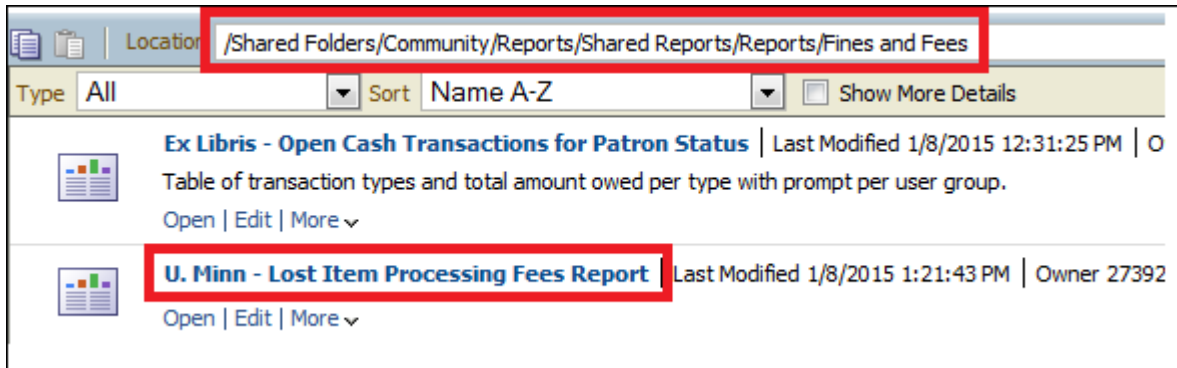 Location /Shared Folders/Community/Reports/Shared Reports/Reports/Fines and Fees
Type All Sort Name A-Z Show More Details
Ex Libris - Open Cash Transactions for Patron Status | Last Modified 1/8/2015 12:31:25 PM | O
Table of transaction types and total amount owed per type with prompt per user group.
Open | Edit | More
U. Minn - Lost Item Processing Fees Report | Last Modified 1/8/2015 1:21:43 PM | Owner 27392
Open | Edit | More